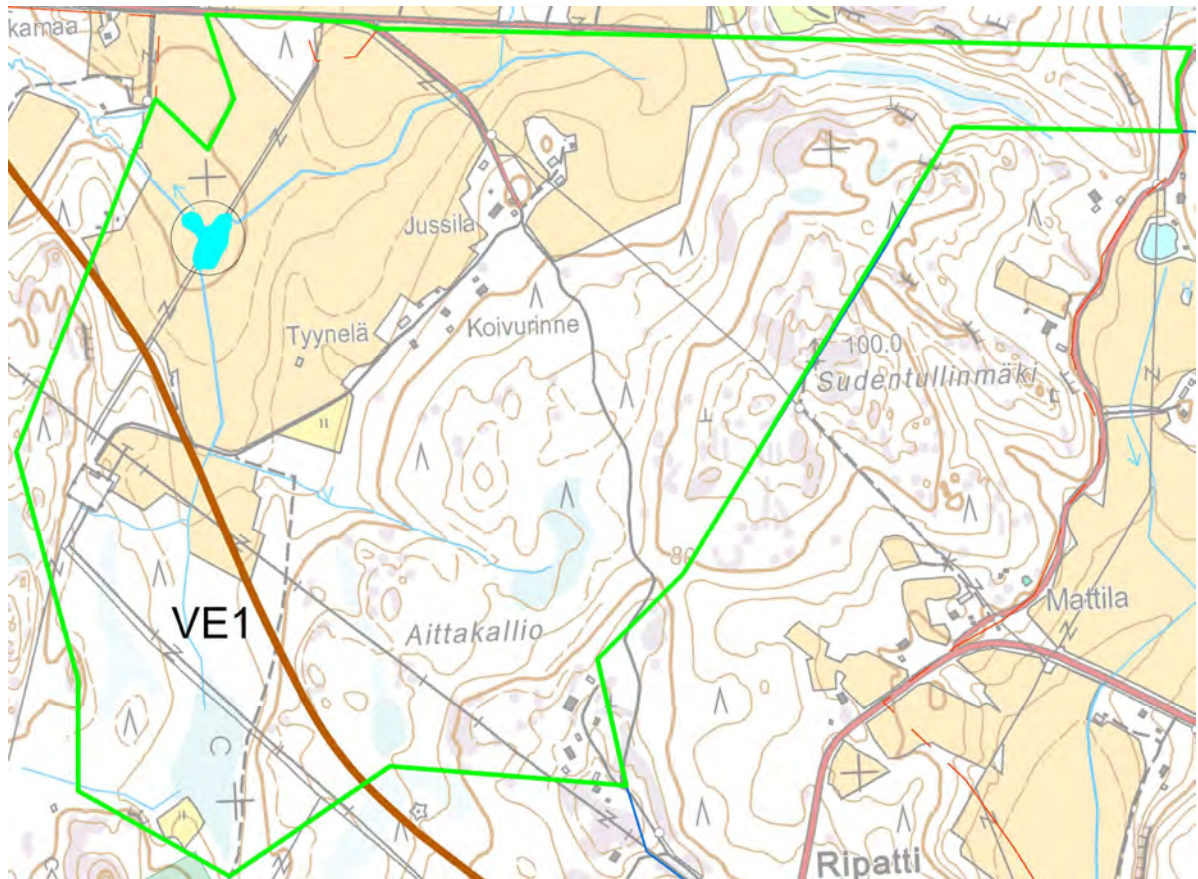 kamaa
Jussila
Tyynelä
Koivurinne
100.0
Sudentullinmäki
80
VE1
Aittakallio
Mattila
Ripatti